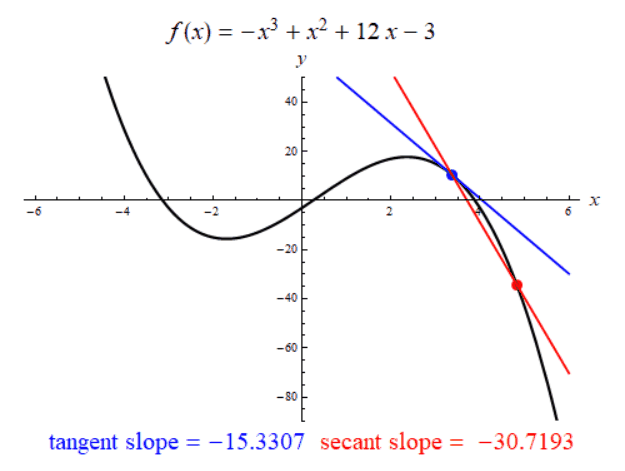 f(x) = −x³ + x² + 12 x − 3
y
40
20
−6 −4 −2 2 4 6 x
−20
−40
−60
−80
tangent slope = −15.3307 secant slope = −30.7193